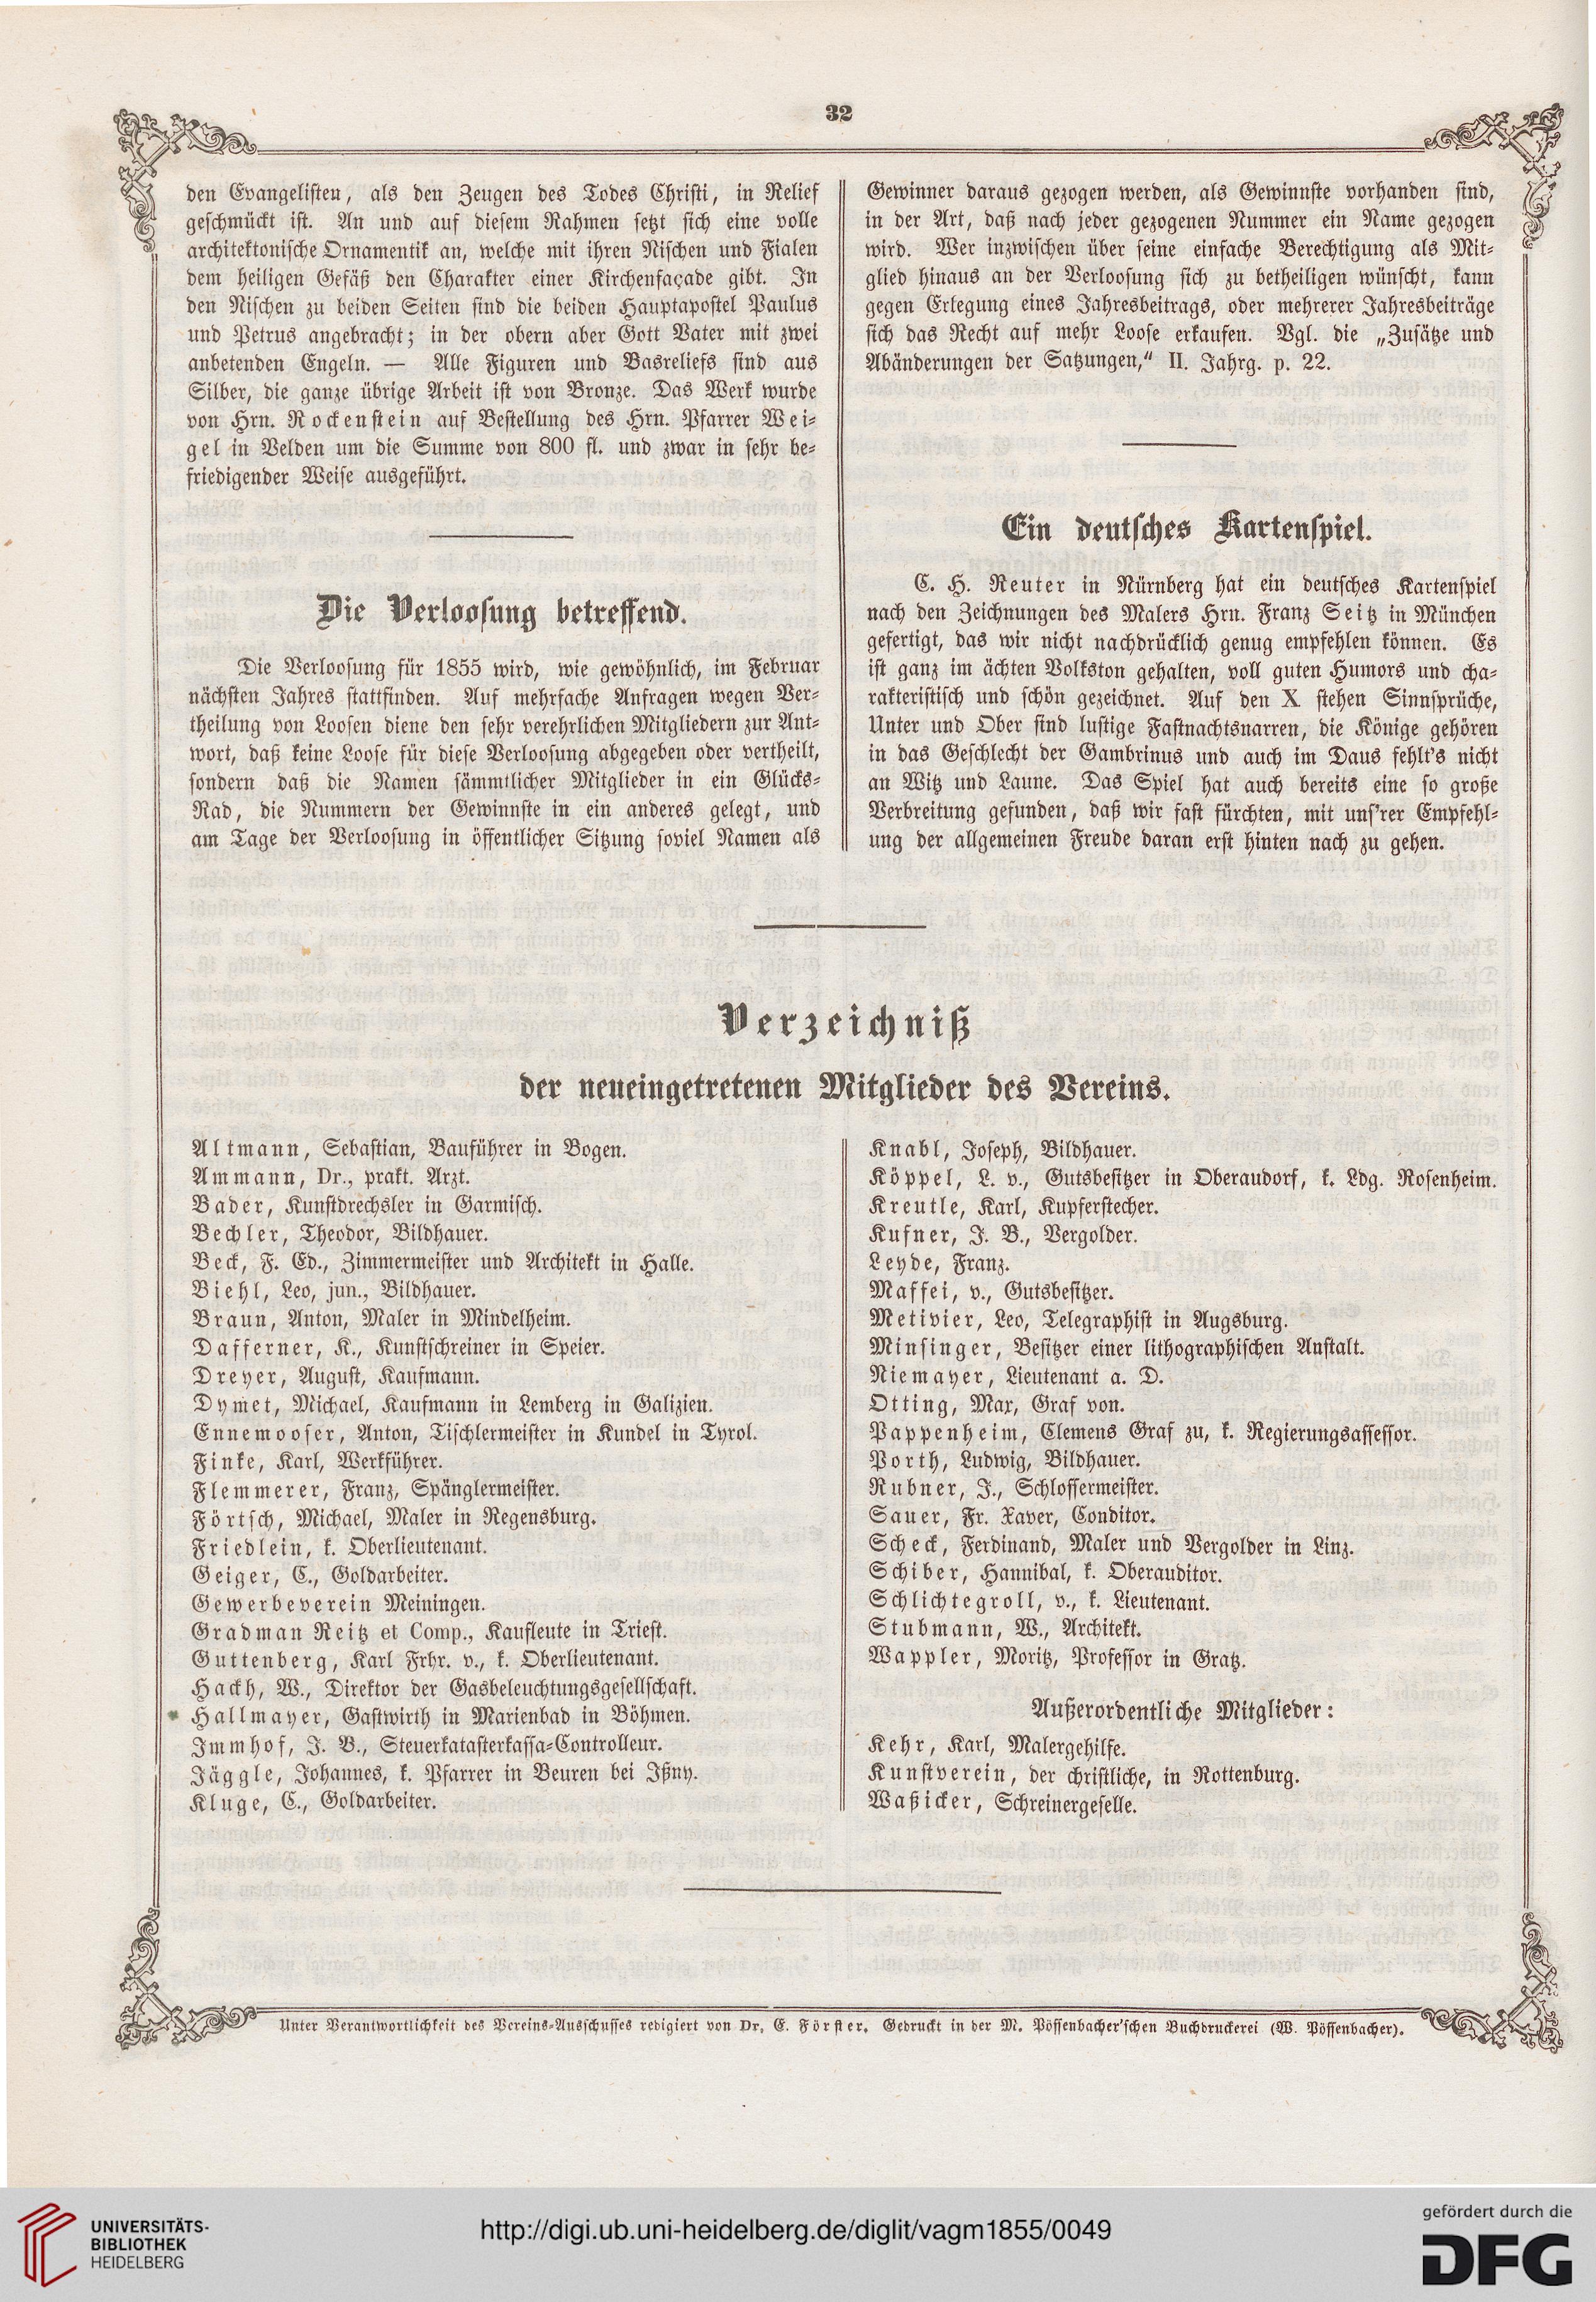 32
den Evangelisten, als den Zeugen des Todes Christi, in Relief
geschmückt ist. An und auf diesem Rahmen setzt sich eine volle
architektonische Ornamentik an, welche mit ihren Nischen und Fialen
dem heiligen Gefäß den Charakter einer Kirchenfaçade gibt. In
den Nischen zu beiden Seiten sind die beiden Hauptapostel Paulus
und Petrus angebracht; in der obern aber Gott Vater mit zwei
anbetenden Engeln. — Alle Figuren und Basreliefs sind aus
Silber, die ganze übrige Arbeit ist von Bronze. Das Werk wurde
von Hrn. Rockenstein auf Bestellung des Hrn. Pfarrer Wei-
gel in Velden um die Summe von 800 fl. und zwar in sehr be-
friedigender Weise ausgeführt.
Die Verloosung betreffend.
Die Verloosung für 1855 wird, wie gewöhnlich, im Februar
nächsten Jahres stattfinden. Auf mehrfache Anfragen wegen Ver-
theilung von Loosen diene den sehr verehrlichen Mitgliedern zur Ant-
wort, daß keine Loose für diese Verloosung abgegeben oder vertheilt,
sondern daß die Namen sämmtlicher Mitglieder in ein Glücks-
Rad, die Nummern der Gewinnste in ein anderes gelegt, und
am Tage der Verloosung in öffentlicher Sitzung soviel Namen als
Gewinner daraus gezogen werden, als Gewinnste vorhanden sind,
in der Art, daß nach jeder gezogenen Nummer ein Name gezogen
wird. Wer inzwischen über seine einfache Berechtigung als Mit-
glied hinaus an der Verloosung sich zu betheiligen wünscht, kann
gegen Erlegung eines Jahresbeitrags, oder mehrerer Jahresbeiträge
sich das Recht auf mehr Loose erkaufen. Vgl. die „Zusätze und
Abänderungen der Satzungen,“ II. Jahrg. p. 22.
Ein deutsches Kartenspiel.
C. H. Reuter in Nürnberg hat ein deutsches Kartenspiel
nach den Zeichnungen des Malers Hrn. Franz Seitz in München
gefertigt, das wir nicht nachdrücklich genug empfehlen können. Es
ist ganz im ächten Volkston gehalten, voll guten Humors und cha-
rakteristisch und schön gezeichnet. Auf den X stehen Sinnsprüche,
Unter und Ober sind lustige Fastnachtsnarren, die Könige gehören
in das Geschlecht der Gambrinus und auch im Daus fehlt's nicht
an Witz und Laune. Das Spiel hat auch bereits eine so große
Verbreitung gefunden, daß wir fast fürchten, mit uns'rer Empfehl-
ung der allgemeinen Freude daran erst hinten nach zu gehen.
Verzeichniß
der neueingetretenen Mitglieder des Vereins.
Altmann, Sebastian, Bauführer in Bogen.
Ammann, Dr., prakt. Arzt.
Bader, Kunstdrechsler in Garmisch.
Bechler, Theodor, Bildhauer.
Beck, F. Ed., Zimmermeister und Architekt in Halle.
Biehl, Leo, jun., Bildhauer.
Braun, Anton, Maler in Mindelheim.
Dafferner, K., Kunstschreiner in Speier.
Dreyer, August, Kaufmann.
Dymet, Michael, Kaufmann in Lemberg in Galizien.
Ennemooser, Anton, Tischlermeister in Kundel in Tyrol.
Finke, Karl, Werkführer.
Flemmerer, Franz, Spänglermeister.
Förtsch, Michael, Maler in Regensburg.
Friedlein, k. Oberlieutenant.
Geiger, C., Goldarbeiter.
Gewerbeverein Meiningen.
Gradman Reitz et Comp., Kaufleute in Triest.
Guttenberg, Karl Frhr. v., k. Oberlieutenant.
Hackh, W., Direktor der Gasbeleuchtungsgesellschaft.
Hallmayer, Gastwirth in Marienbad in Böhmen.
Immhof, J. B., Steuerkatasterkassa-Controlleur.
Jäggle, Johannes, k. Pfarrer in Beuren bei Ißny.
Kluge, C., Goldarbeiter.
Knabl, Joseph, Bildhauer.
Köppel, L. v., Gutsbesitzer in Oberaudorf, k. Ldg. Rosenheim.
Kreutle, Karl, Kupferstecher.
Kufner, J. B., Vergolder.
Leyde, Franz.
Maffei, v., Gutsbesitzer.
Metivier, Leo, Telegraphist in Augsburg.
Minsinger, Besitzer einer lithographischen Anstalt.
Niemayer, Lieutenant a. D.
Otting, Max, Graf von.
Pappenheim, Clemens Graf zu, k. Regierungsassessor.
Porth, Ludwig, Bildhauer.
Rubner, J., Schlossermeister.
Sauer, Fr. Xaver, Conditor.
Scheck, Ferdinand, Maler und Vergolder in Linz.
Schiber, Hannibal, k. Oberauditor.
Schlichtegroll, v., k. Lieutenant.
Stubmann, W., Architekt.
Wappler, Moritz, Professor in Gratz.
Außerordentliche Mitglieder:
Kehr, Karl, Malergehilfe.
Kunstverein, der christliche, in Rottenburg.
Waßicker, Schreinergeselle.
Unter Verantwortlichkeit des Vereins-Ausschusses redigiert von Dr. E. Förster. Gedruckt in der M. Pössenbacher'schen Buchdruckerei (W. Pössenbacher).
UNIVERSITÄTS-
BIBLIOTHEK
HEIDELBERG
http://digi.ub.uni-heidelberg.de/diglit/vagm1855/0049
gefördert durch die
DFG